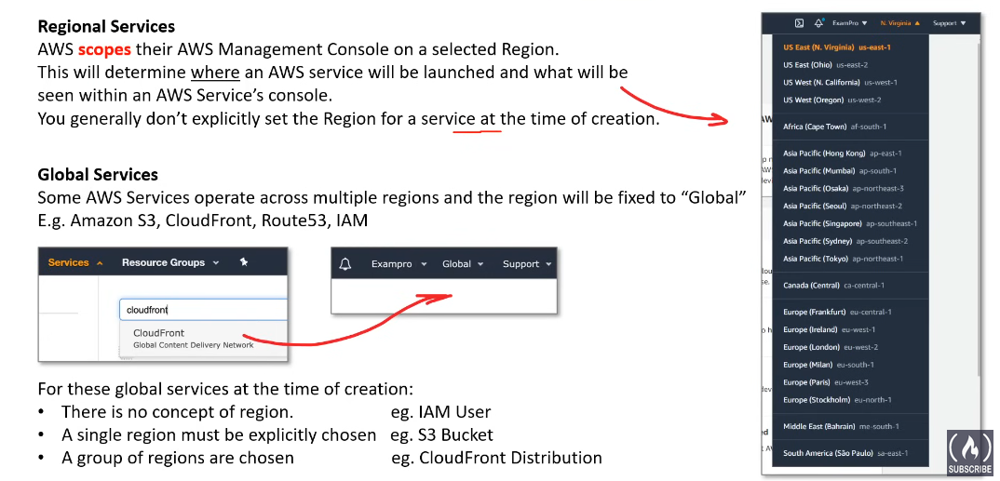 Regional Services
AWS scopes their AWS Management Console on a selected Region.
This will determine where an AWS service will be launched and what will be
seen within an AWS Service's console.
You generally don't explicitly set the Region for a service at the time of creation.
Global Services
Some AWS Services operate across multiple regions and the region will be fixed to “Global”
E.g. Amazon S3, CloudFront, Route53, IAM
Services Resource Groups
cloudfront
CloudFront
Global Content Delivery Network
Exampro Global Support
For these global services at the time of creation:
• There is no concept of region. eg. IAM User
• A single region must be explicitly chosen eg. S3 Bucket
• A group of regions are chosen eg. CloudFront Distribution
ExamPro N. Virginia Support
US East (N. Virginia) us-east-1
US East (Ohio) us-east-2
US West (N. California) us-west-1
US West (Oregon) us-west-2
Africa (Cape Town) af-south-1
Asia Pacific (Hong Kong) ap-east-1
Asia Pacific (Mumbai) ap-south-1
Asia Pacific (Osaka) ap-northeast-3
Asia Pacific (Seoul) ap-northeast-2
Asia Pacific (Singapore) ap-southeast-1
Asia Pacific (Sydney) ap-southeast-2
Asia Pacific (Tokyo) ap-northeast-1
Canada (Central) ca-central-1
Europe (Frankfurt) eu-central-1
Europe (Ireland) eu-west-1
Europe (London) eu-west-2
Europe (Milan) eu-south-1
Europe (Paris) eu-west-3
Europe (Stockholm) eu-north-1
Middle East (Bahrain) me-south-1
South America (São Paulo) sa-east-1
SUBSCRIBE